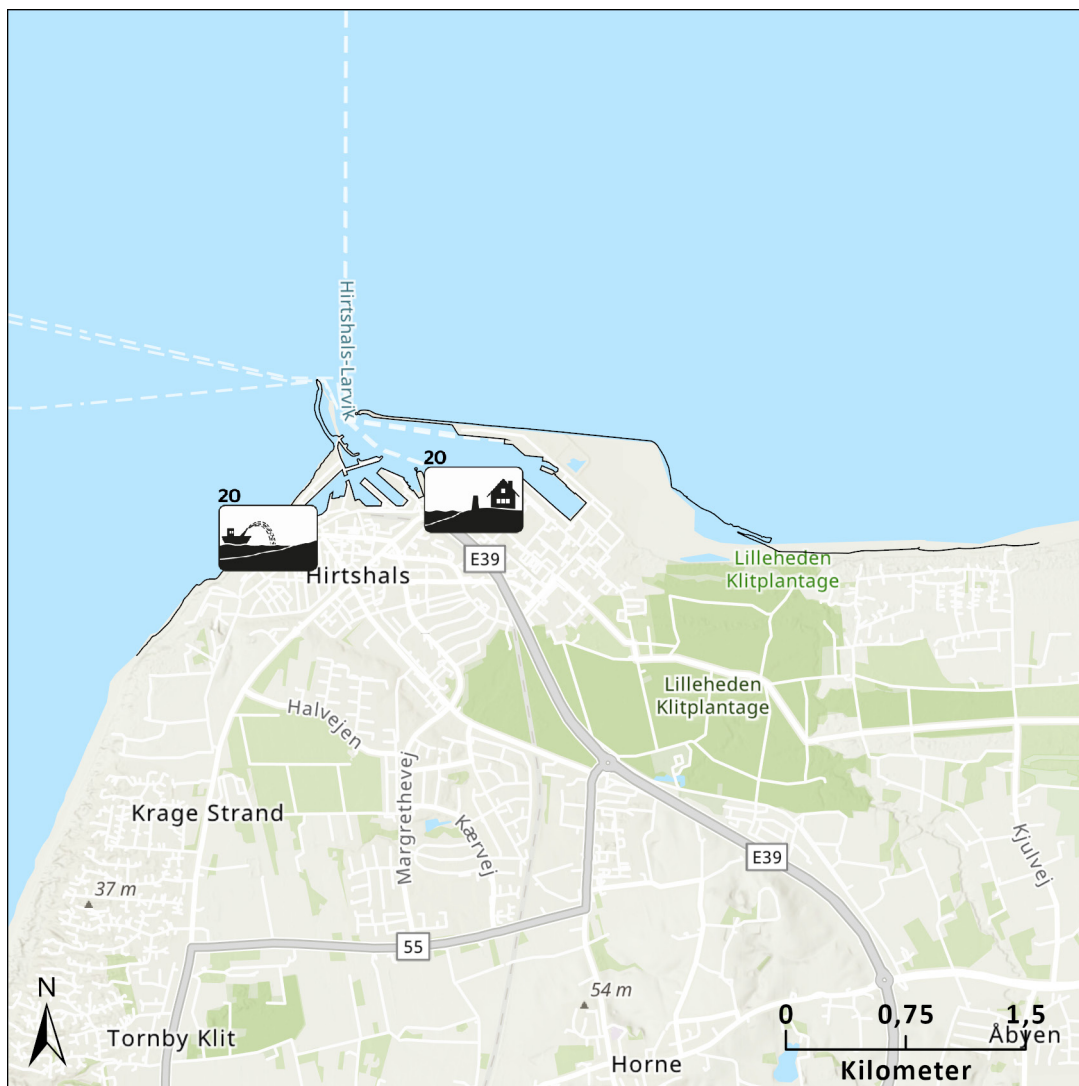 Hirtshals-Larvik
20
20
E39
Hirtshals
Lilleheden
Klitplantage
Lilleheden
Klitplantage
Halvejen
Margrethevej
Kærvej
Krage Strand
E39
Kjulvej
37 m
55
N
54 m
0
0,75
1,5
Åbyen
Tornby Klit
Horne
Kilometer